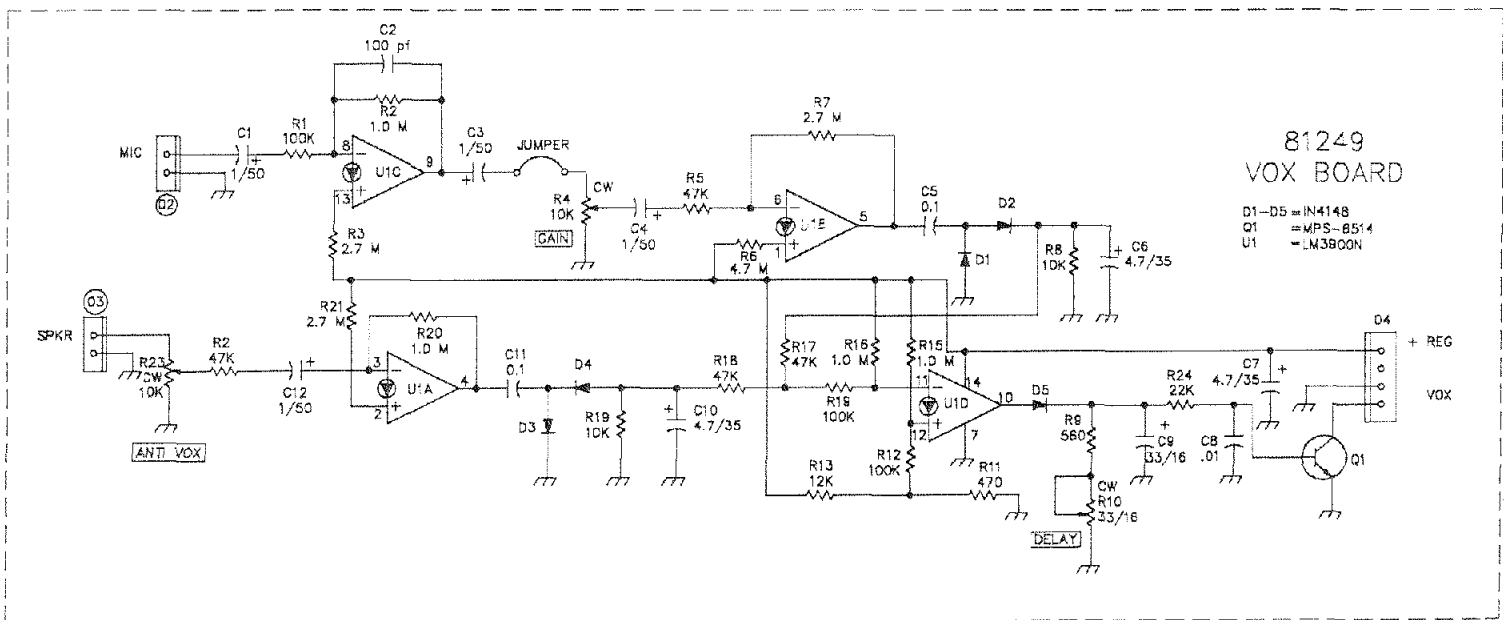 C2
100 pf
R2
1.0 M
R1
100K
C1
1/50
MIC
02
8
9
13
U1C
C3
1/50
JUMPER
R3
2.7 M
CW
R4
10K
GAIN
C4
1/50
R5
47K
R7
2.7 M
6
5
1
U1B
R6
4.7 M
C5
0.1
D2
D1
R8
10K
C6
4.7/35
81249
VOX BOARD
D1-D5 = IN4148
Q1 = MPS-6514
U1 = LM3900N
03
SPKR
R23
CW
10K
ANTI VOX
R2
47K
C12
1/50
R21
2.7 M
R20
1.0 M
3
4
2
U1A
C11
0.1
D4
D3
R19
10K
C10
4.7/35
R18
47K
R17
47K
R16
1.0 M
R15
1.0 M
R19
100K
11
14
12
10
7
U1D
R12
100K
R13
12K
R11
470
D5
R9
560
CW
R10
33/16
DELAY
C9
33/16
R24
22K
C8
.01
C7
4.7/35
D4
+ REG
VOX
Q1